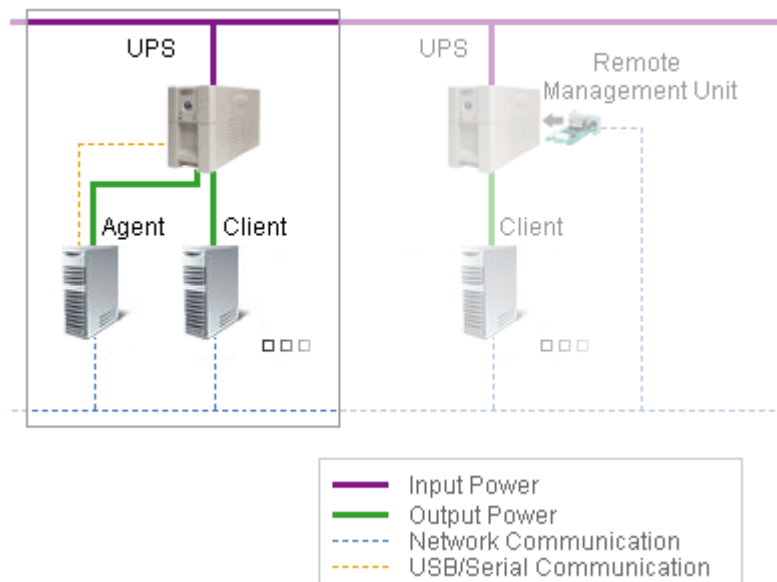 UPS
UPS
Remote
Management Unit
Agent
Client
Client
Input Power
Output Power
Network Communication
USB/Serial Communication